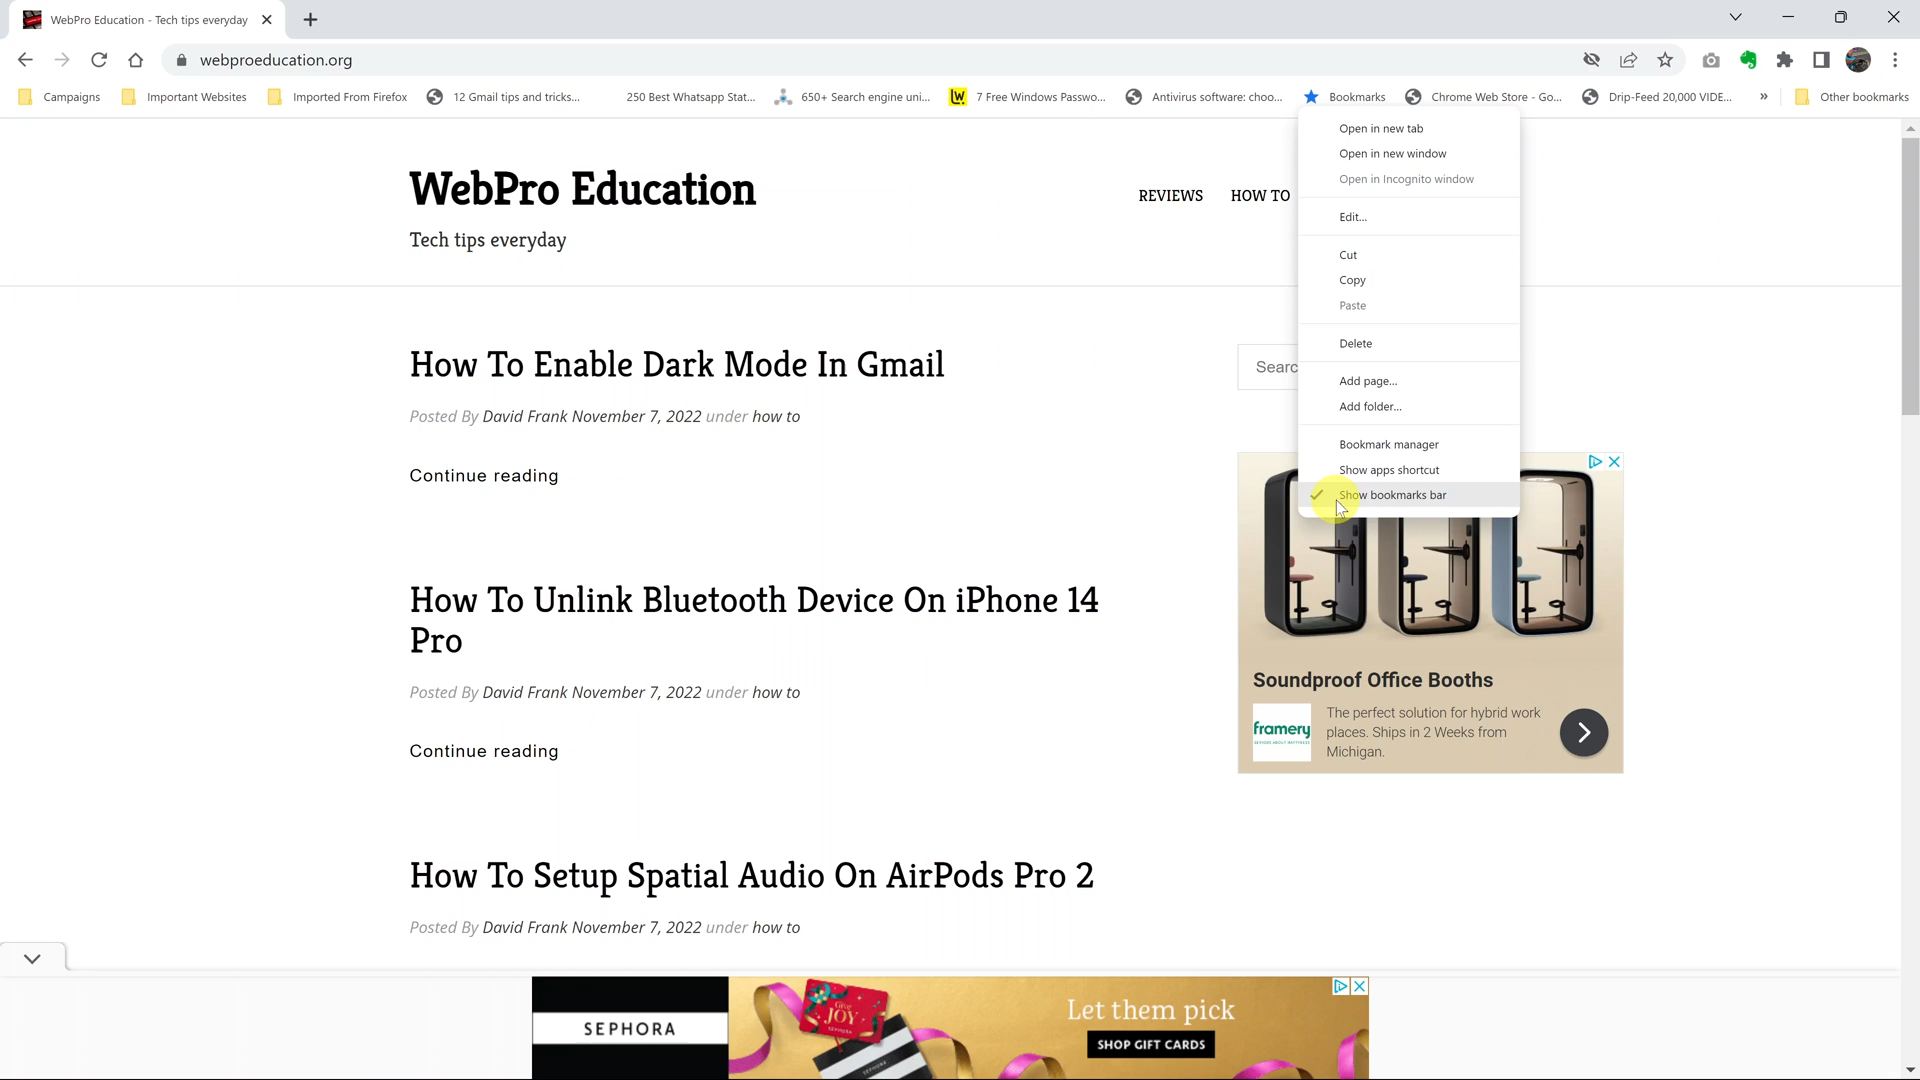 WebPro Education - Tech tips everyday
webproeducation.org
Campaigns
Important Websites
Imported From Firefox
12 Gmail tips and tricks...
250 Best Whatsapp Stat...
650+ Search engine uni...
LW
7 Free Windows Passwo...
Antivirus software: choo...
Bookmarks
Chrome Web Store - Go...
Drip-Feed 20,000 VIDE...
»
Other bookmarks
Open in new tab
Open in new window
Open in Incognito window
Edit...
Cut
Copy
Paste
Delete
Add page...
Add folder...
Bookmark manager
Show apps shortcut
Show bookmarks bar
WebPro Education
Tech tips everyday
REVIEWS
HOW TO
Searc
How To Enable Dark Mode In Gmail
Posted By David Frank November 7, 2022 under how to
Continue reading
How To Unlink Bluetooth Device On iPhone 14
Pro
Posted By David Frank November 7, 2022 under how to
Continue reading
How To Setup Spatial Audio On AirPods Pro 2
Posted By David Frank November 7, 2022 under how to
Soundproof Office Booths
framery
The perfect solution for hybrid work
places. Ships in 2 Weeks from
Michigan.
SEPHORA
JOY
Let them pick
SHOP GIFT CARDS